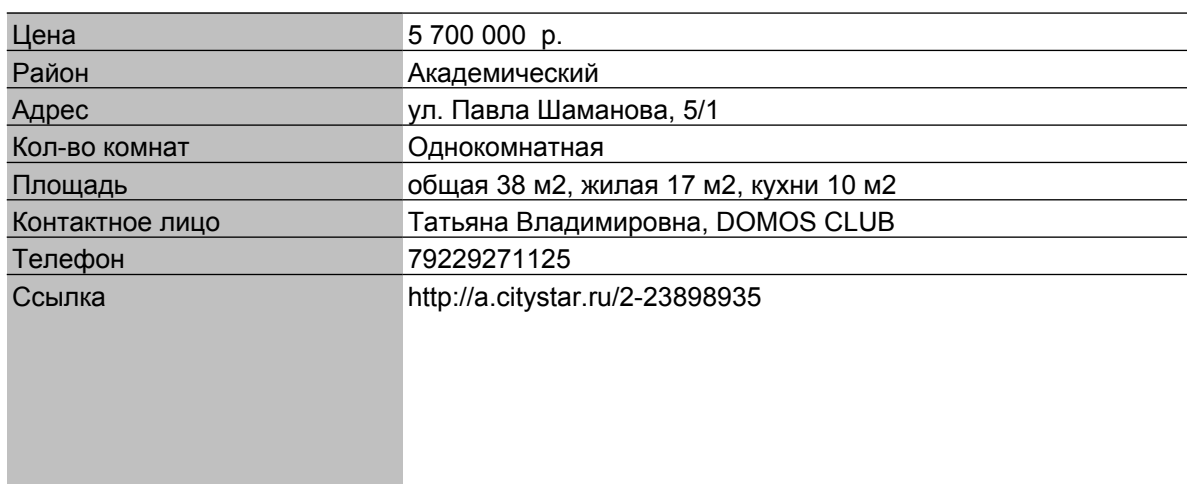 Цена 5 700 000 р.
Район Академический
Адрес ул. Павла Шаманова, 5/1
Кол-во комнат Однокомнатная
Площадь общая 38 м2, жилая 17 м2, кухни 10 м2
Контактное лицо Татьяна Владимировна, DOMOS CLUB
Телефон 79229271125
Ссылка http://a.citystar.ru/2-23898935